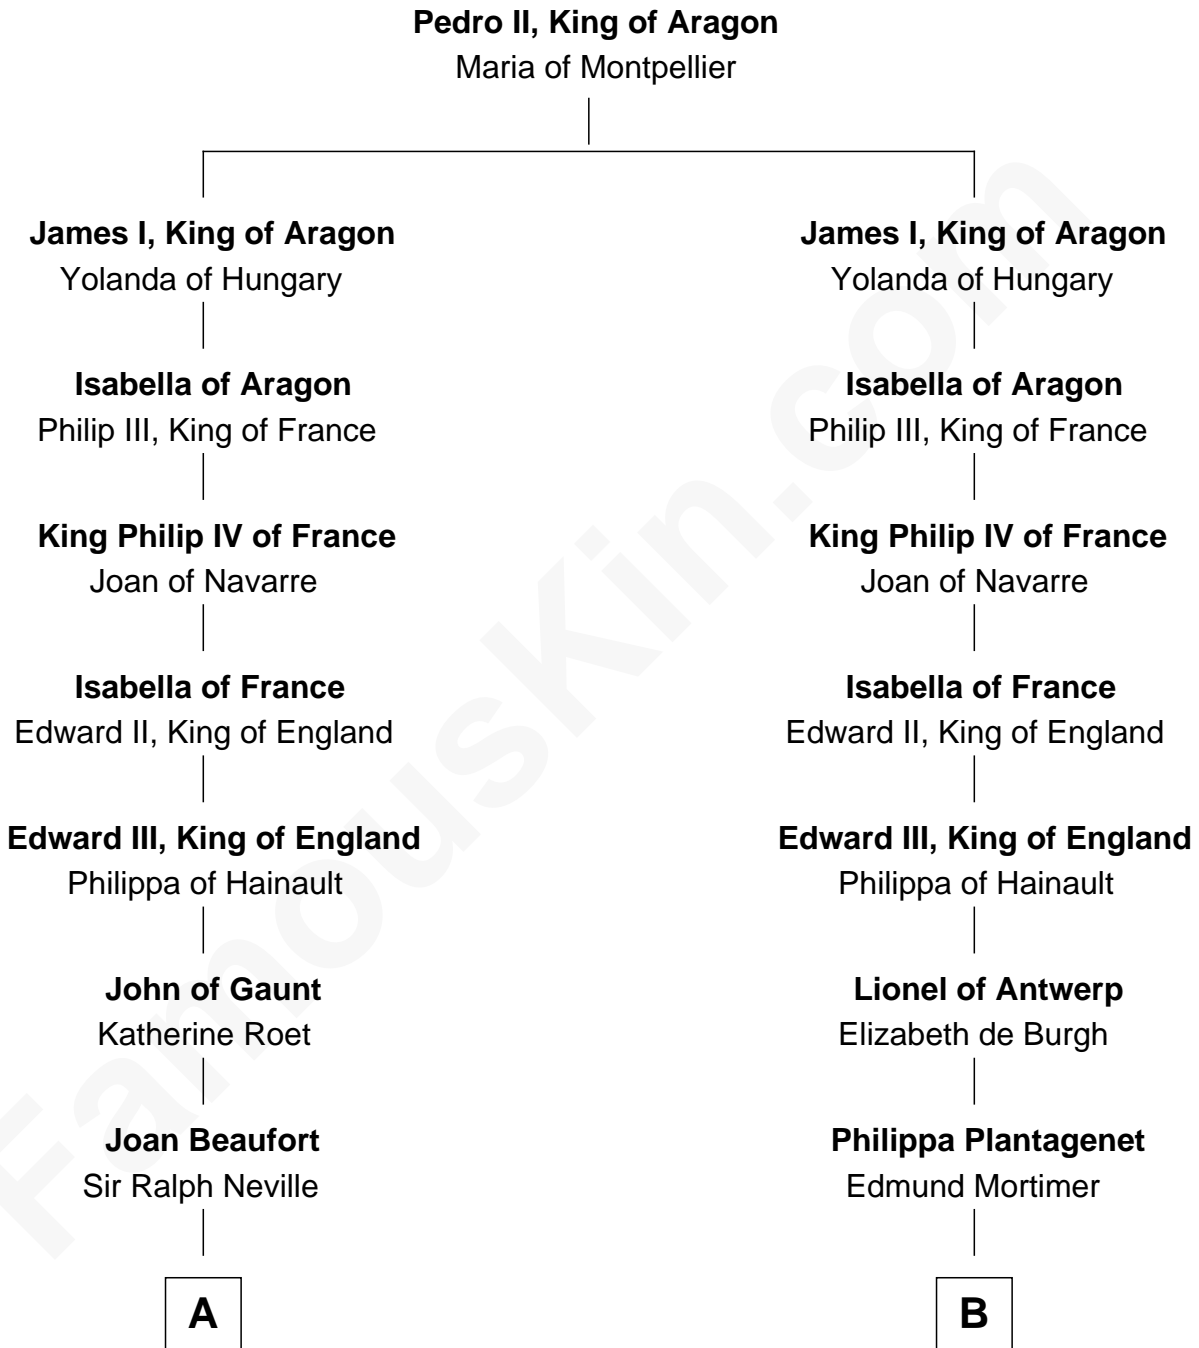 Pedro II, King of Aragon
Maria of Montpellier
James I, King of Aragon
Yolanda of Hungary
Isabella of Aragon
Philip III, King of France
King Philip IV of France
Joan of Navarre
Isabella of France
Edward II, King of England
Edward III, King of England
Philippa of Hainault
John of Gaunt
Katherine Roet
Joan Beaufort
Sir Ralph Neville
A
James I, King of Aragon
Yolanda of Hungary
Isabella of Aragon
Philip III, King of France
King Philip IV of France
Joan of Navarre
Isabella of France
Edward II, King of England
Edward III, King of England
Philippa of Hainault
Lionel of Antwerp
Elizabeth de Burgh
Philippa Plantagenet
Edmund Mortimer
B
FamousKin.com